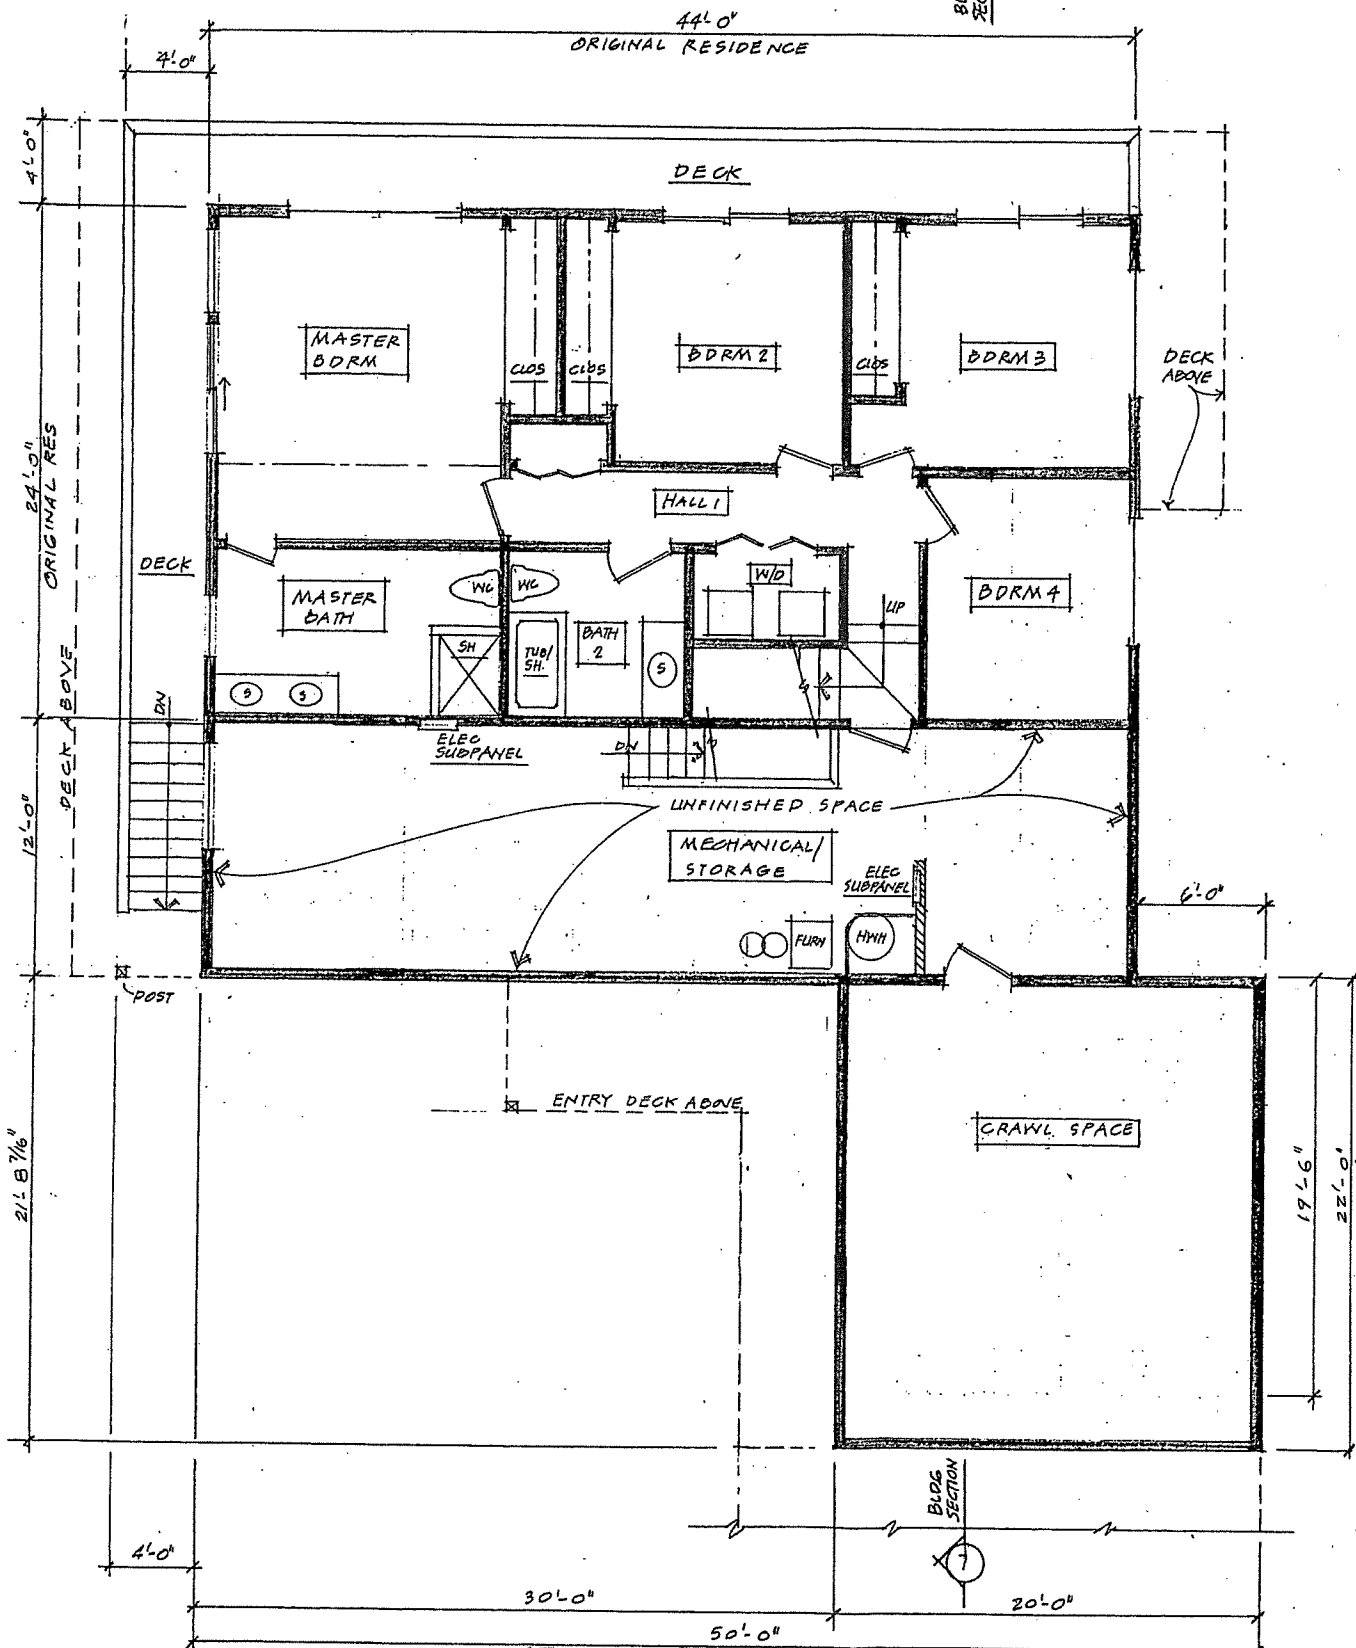 44'-0"
ORIGINAL RESIDENCE
4'-0"
4'-0"
DECK
MASTER
BDRM
CLOS
CLOS
BDRM 2
CLOS
BDRM 3
DECK
ABOVE
24'-0"
ORIGINAL RES
HALL 1
DECK
MASTER
BATH
WC
WC
W/D
BDRM 4
UP
SH
TUB/
SH.
BATH
2
S
S
S
DN
DECK ABOVE
ELEC
SUBPANEL
DN
12'-0"
UNFINISHED SPACE
MECHANICAL/
STORAGE
ELEC
SUBPANEL
6'-0"
FURN
HWH
POST
ENTRY DECK ABOVE
CRAWL SPACE
21'-8 7/16"
19'-6"
22'-0"
BLDG
SECTION
4'-0"
30'-0"
20'-0"
50'-0"